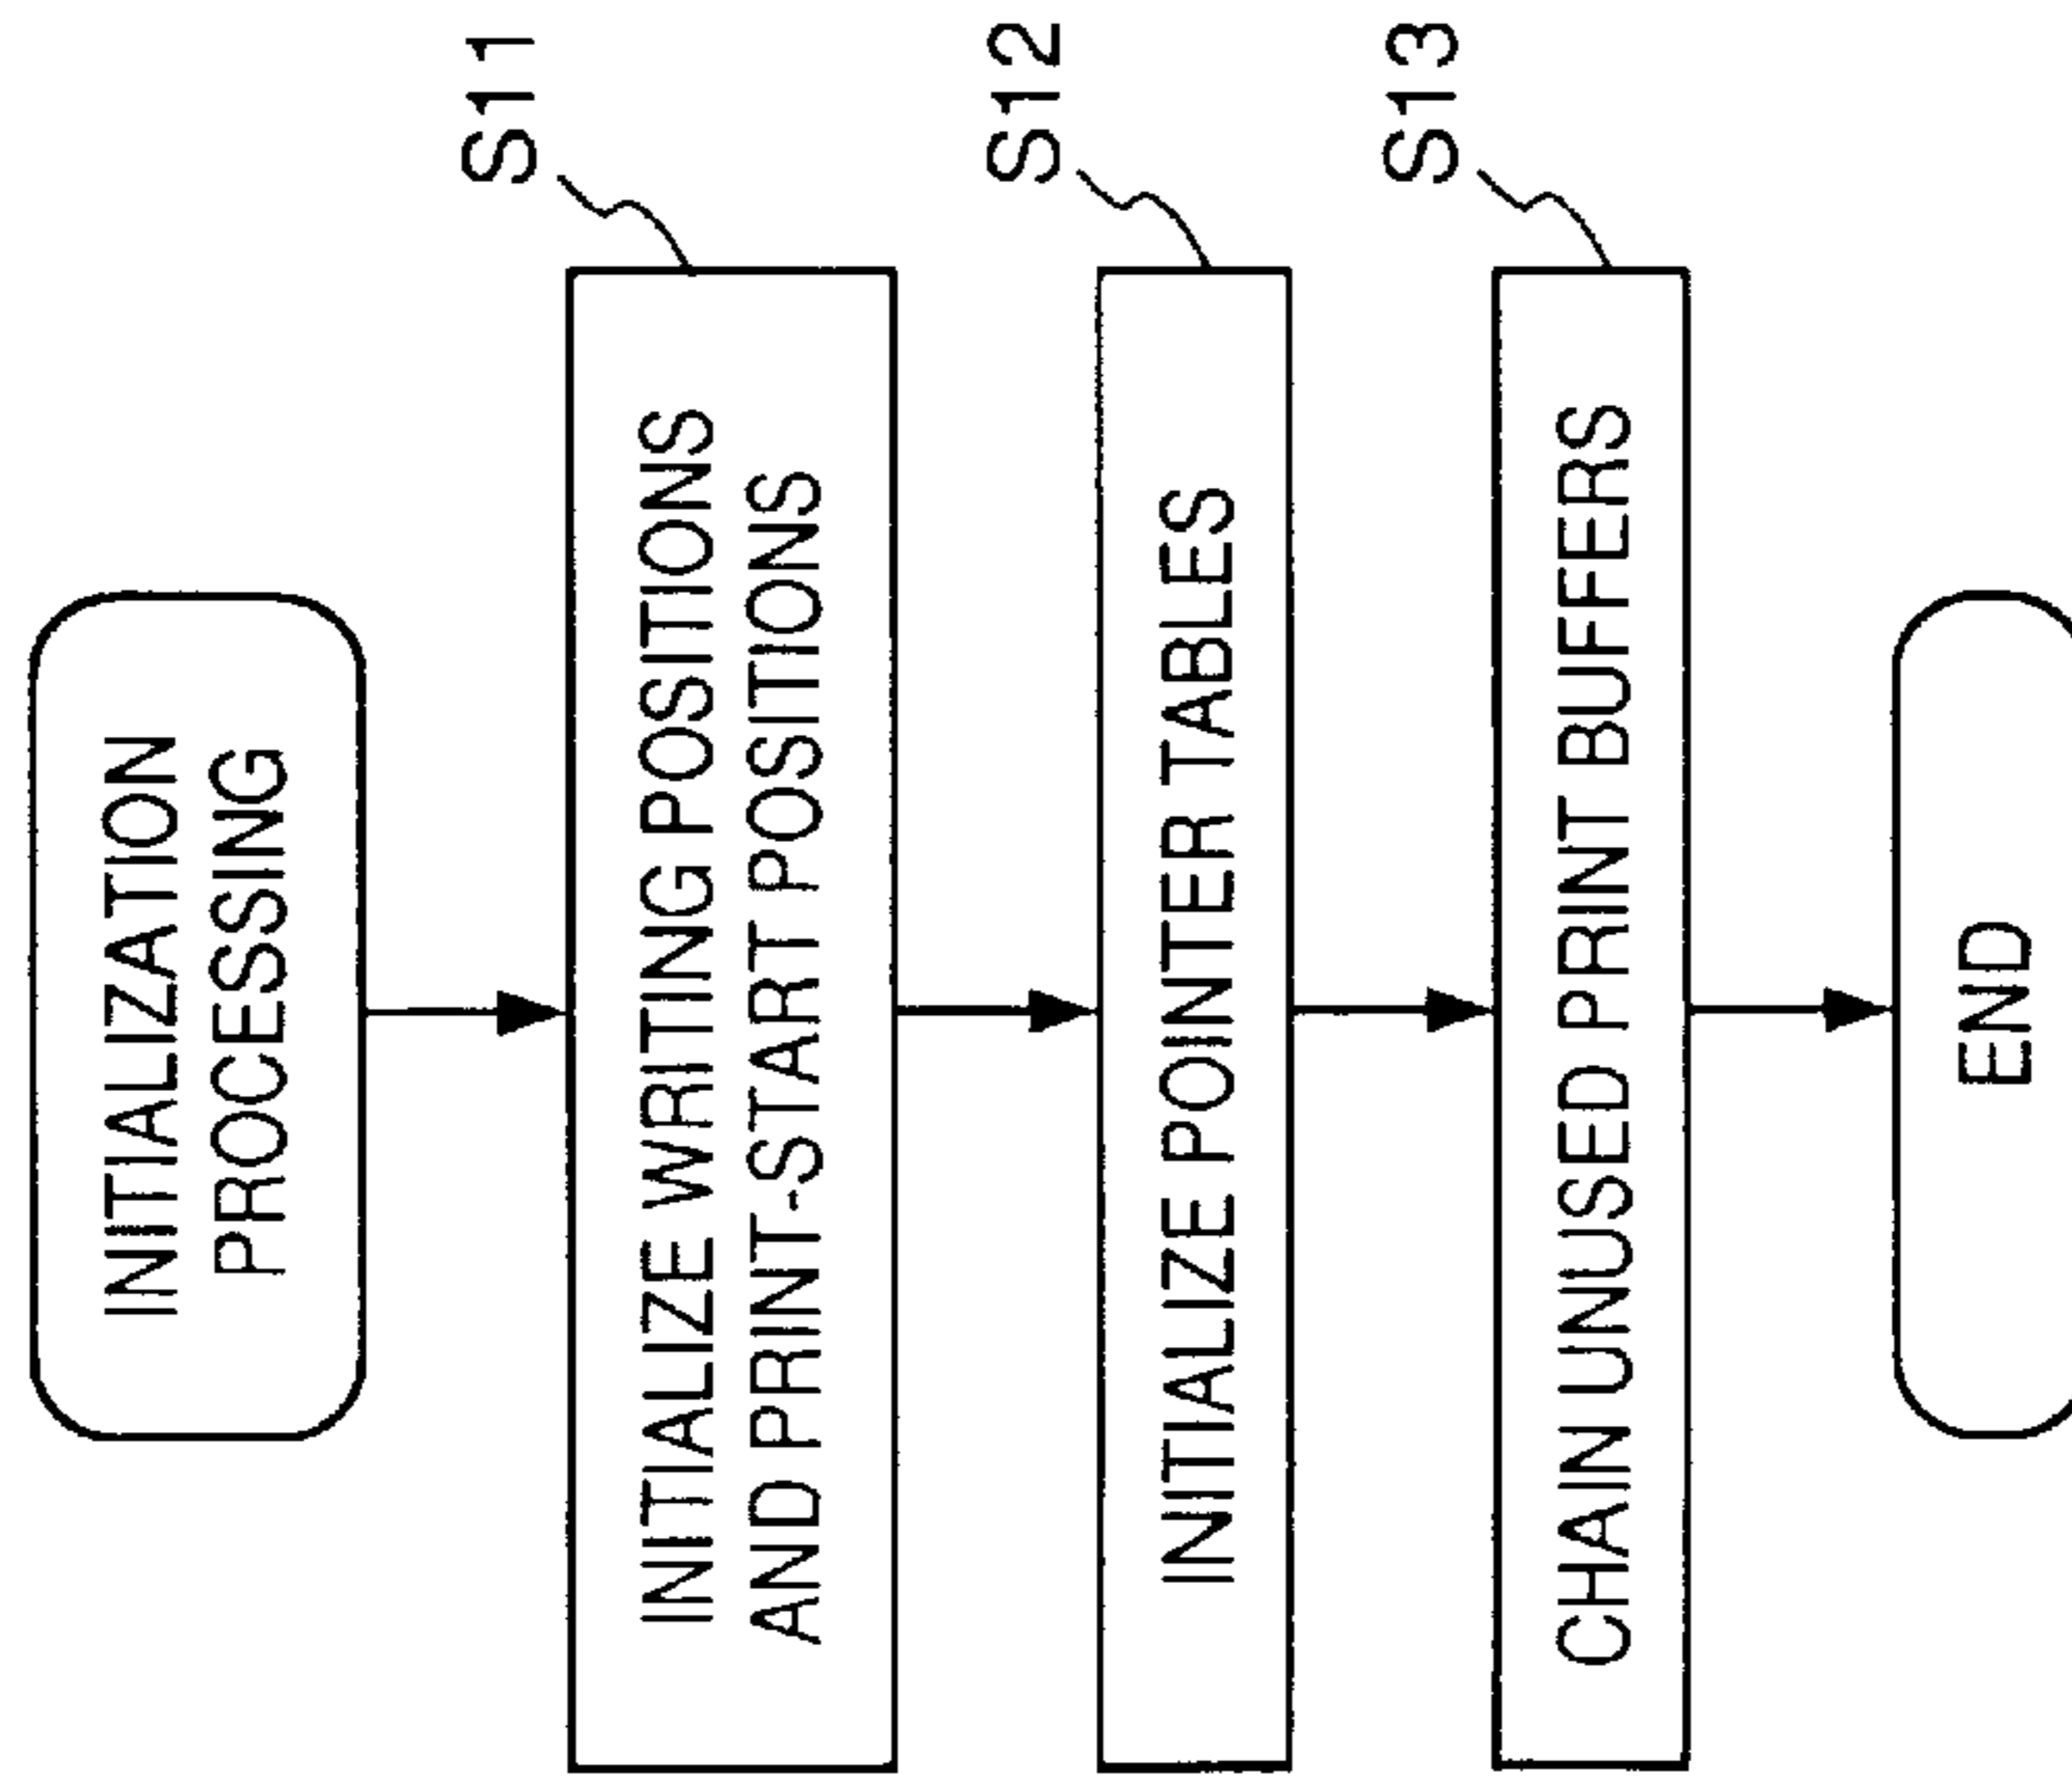 INITIALIZATION
PROCESSING
S11
INITIALIZE WRITING POSITIONS
AND PRINT-START POSITIONS
S12
INITIALIZE POINTER TABLES
S13
CHAIN UNUSED PRINT BUFFERS
END